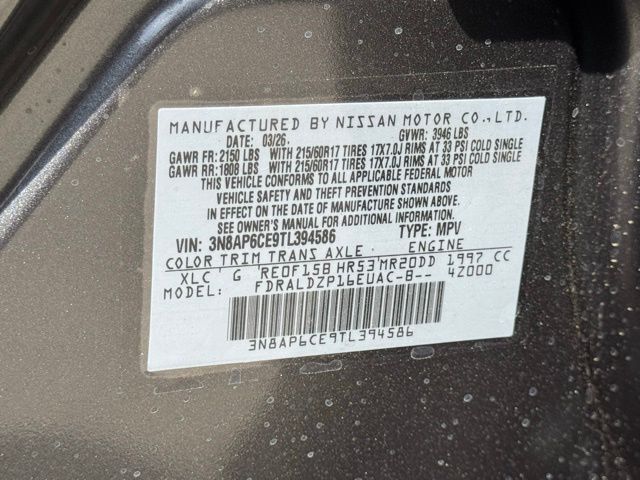 MANUFACTURED BY NISSAN MOTOR CO.,LTD.
DATE: 03/26. GVWR: 3946 LBS
GAWR FR: 2150 LBS WITH 215/60R17 TIRES 17X7.0J RIMS AT 33 PSI COLD SINGLE
GAWR RR: 1808 LBS WITH 215/60R17 TIRES 17X7.0J RIMS AT 33 PSI COLD SINGLE
THIS VEHICLE CONFORMS TO ALL APPLICABLE FEDERAL MOTOR
VEHICLE SAFETY AND THEFT PREVENTION STANDARDS
IN EFFECT ON THE DATE OF MANUFACTURE SHOWN ABOVE.
SEE OWNER'S MANUAL FOR ADDITIONAL INFORMATION.
VIN: 3N8AP6CE9TL394586 TYPE: MPV
COLOR TRIM TRANS AXLE ENGINE
XLC G RE0F15B HR53 MR20DD 1997 CC
MODEL: FDRALDZP16EUAC-B-- 4Z000
3N8AP6CE9TL394586